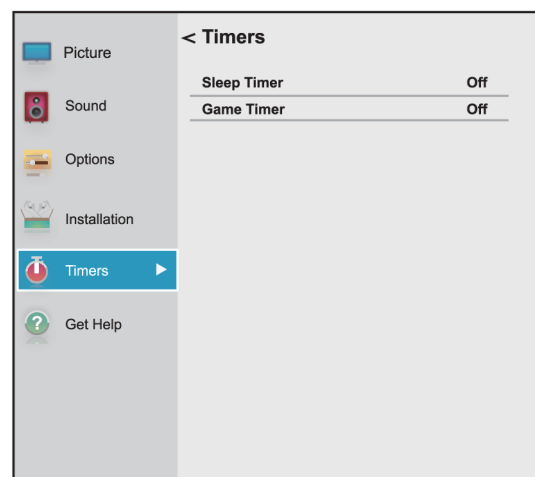 Picture
Sound
Options
Installation
Timers
Get Help
< Timers
Sleep Timer Off
Game Timer Off